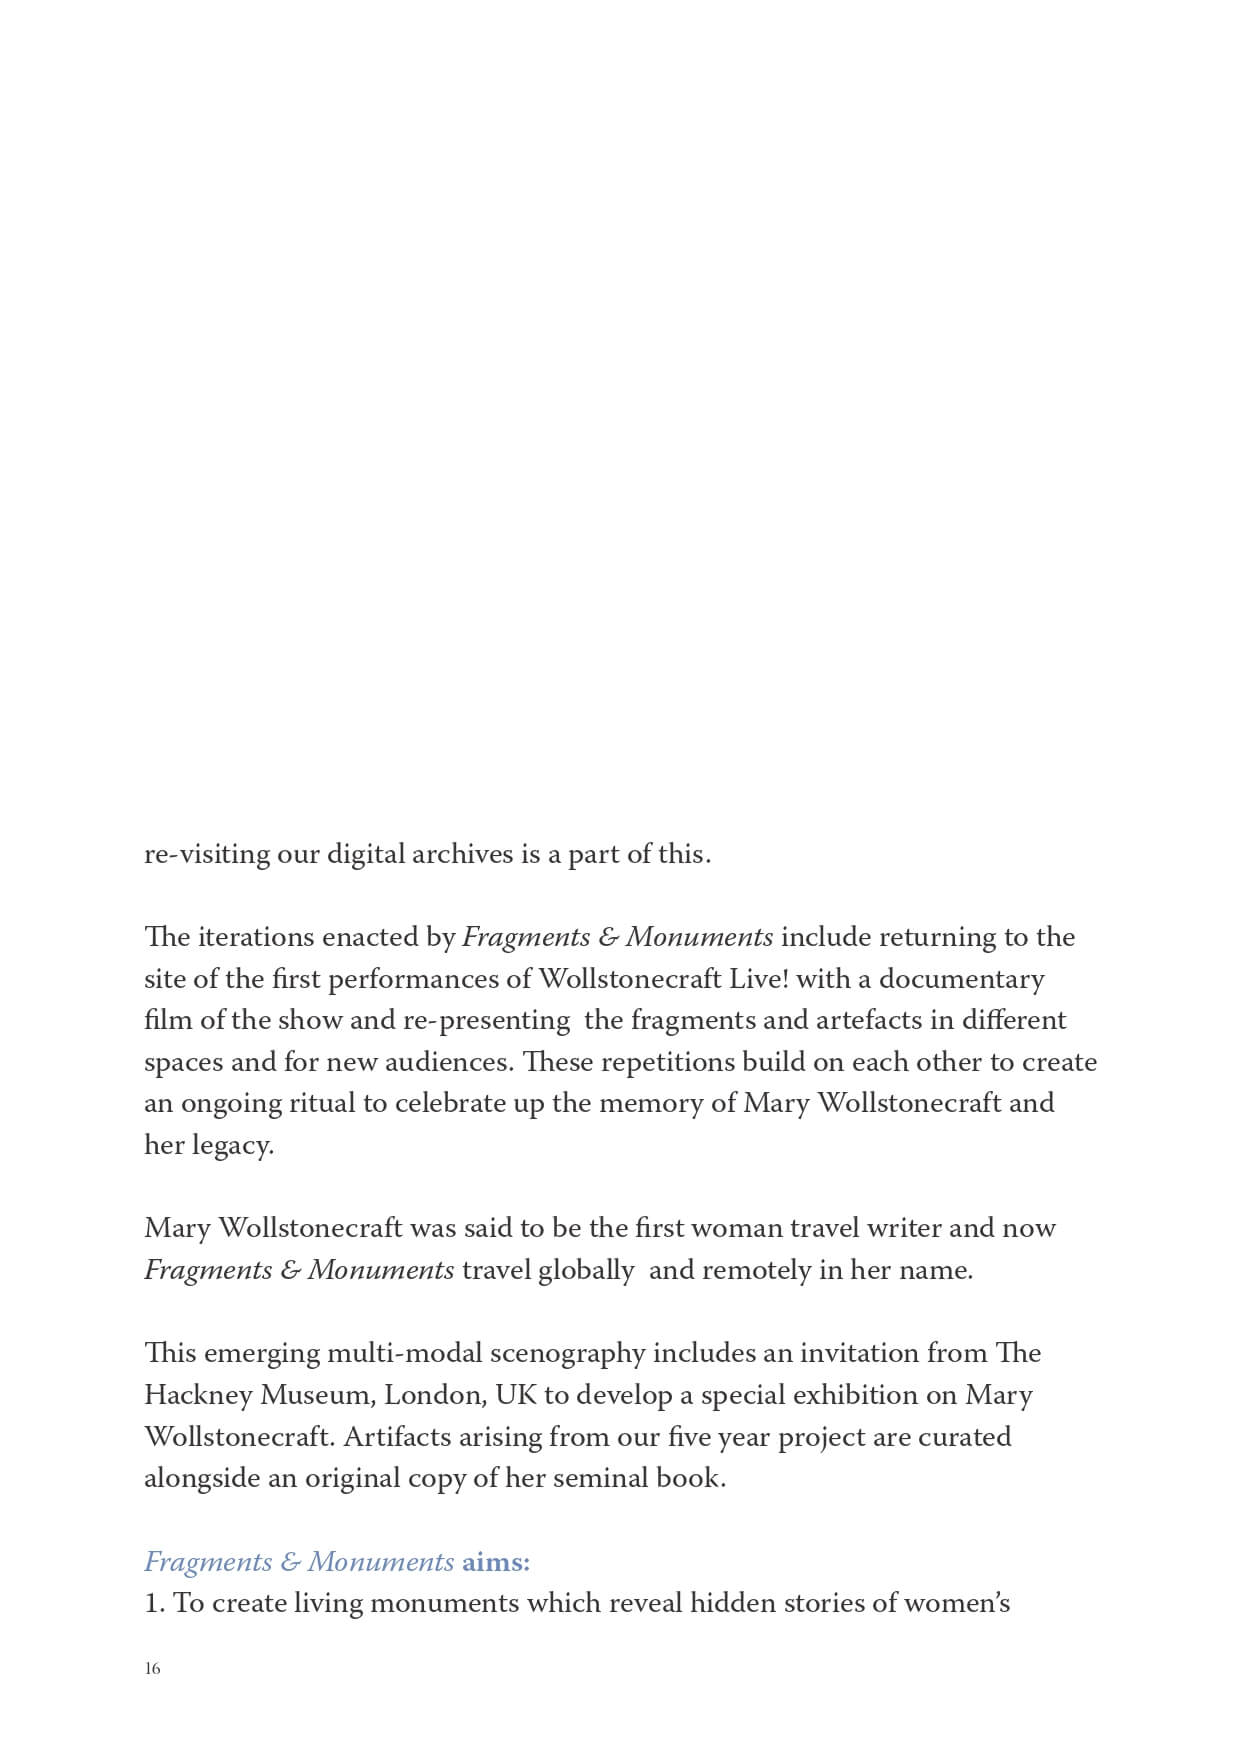 re-visiting our digital archives is a part of this.
The iterations enacted by Fragments & Monuments include returning to the
site of the first performances of Wollstonecraft Live! with a documentary
film of the show and re-presenting  the fragments and artefacts in different
spaces and for new audiences. These repetitions build on each other to create
an ongoing ritual to celebrate up the memory of Mary Wollstonecraft and
her legacy.
Mary Wollstonecraft was said to be the first woman travel writer and now
Fragments & Monuments travel globally  and remotely in her name.
This emerging multi-modal scenography includes an invitation from The
Hackney Museum, London, UK to develop a special exhibition on Mary
Wollstonecraft. Artifacts arising from our five year project are curated
alongside an original copy of her seminal book.
Fragments & Monuments aims:
1. To create living monuments which reveal hidden stories of women’s
16